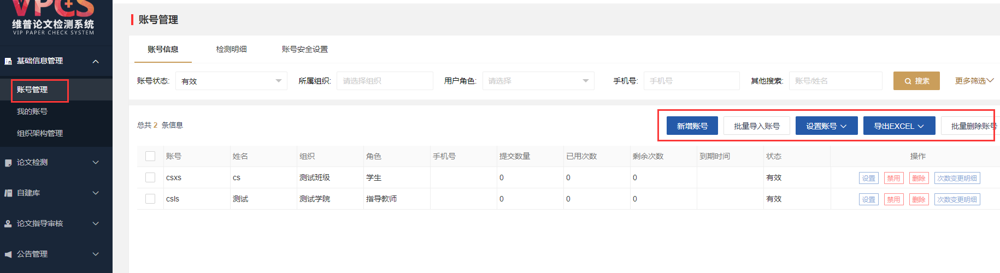 VPCS
维普论文检测系统
VIP PAPER CHECK SYSTEM
基础信息管理
账号管理
我的账号
组织架构管理
论文检测
自建库
论文指导审核
公告管理
账号管理
账号信息 检测明细 账号安全设置
账号状态: 有效 所属组织: 请选择组织 用户角色: 请选择 手机号: 手机号 其他搜索: 账号/姓名 搜索 更多筛选
总共 2 条信息 新增账号 批量导入账号 设置账号 导出EXCEL 批量删除账号
账号 姓名 组织 角色 手机号 提交数量 已用次数 剩余次数 到期时间 状态 操作
csxs cs 测试班级 学生 0 0 0 有效 设置 禁用 删除 次数变更明细
csls 测试 测试学院 指导教师 0 0 0 有效 设置 禁用 删除 次数变更明细